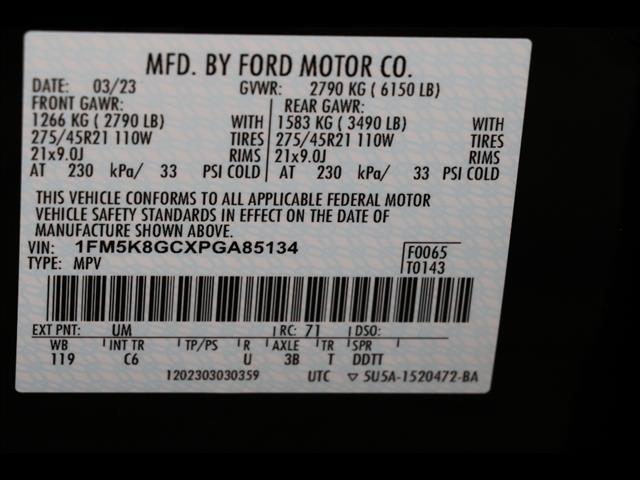 MFD. BY FORD MOTOR CO.
DATE: 03/23 GVWR: 2790 KG ( 6150 LB)
FRONT GAWR: REAR GAWR:
1266 KG ( 2790 LB) WITH 1583 KG ( 3490 LB) WITH
275/45R21 110W TIRES 275/45R21 110W TIRES
21x9.0J RIMS 21x9.0J RIMS
AT 230 kPa/ 33 PSI COLD AT 230 kPa/ 33 PSI COLD
THIS VEHICLE CONFORMS TO ALL APPLICABLE FEDERAL MOTOR
VEHICLE SAFETY STANDARDS IN EFFECT ON THE DATE OF
MANUFACTURE SHOWN ABOVE.
VIN: 1FM5K8GCXPGA85134 F0065
TYPE: MPV T0143
EXT PNT: UM RC: 71 DSO:
WB INT TR TP/PS R AXLE TR SPR
119 C6 U 3B T DDTT
1202303030359 UTC ▽ 5U5A-1520472-BA